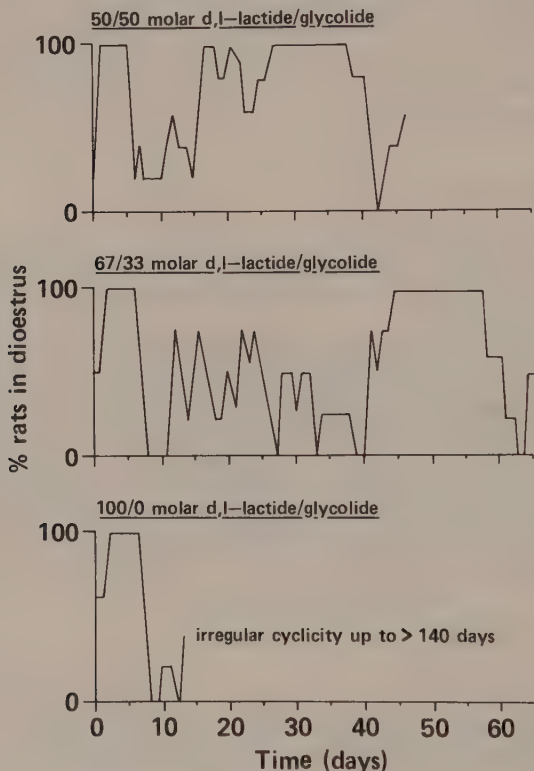 50/50 molar d,l–lactide/glycolide
100
0
67/33 molar d,l–lactide/glycolide
100
0
% rats in dioestrus
100/0 molar d,l–lactide/glycolide
100
irregular cyclicity up to > 140 days
0
0 10 20 30 40 50 60
Time (days)